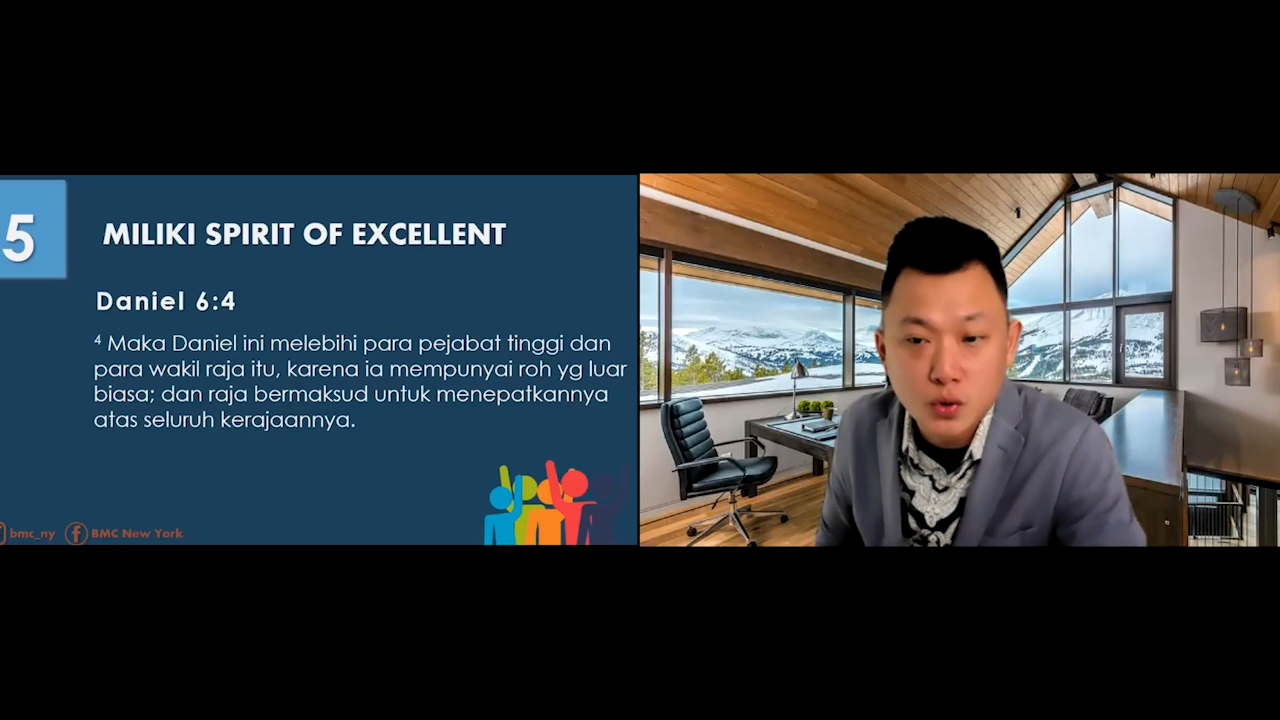 5
MILIKI SPIRIT OF EXCELLENT
Daniel 6:4
4 Maka Daniel ini melebihi para pejabat tinggi dan
para wakil raja itu, karena ia mempunyai roh yg luar
biasa; dan raja bermaksud untuk menepatkannya
atas seluruh kerajaannya.
bmc_ny f BMC New York